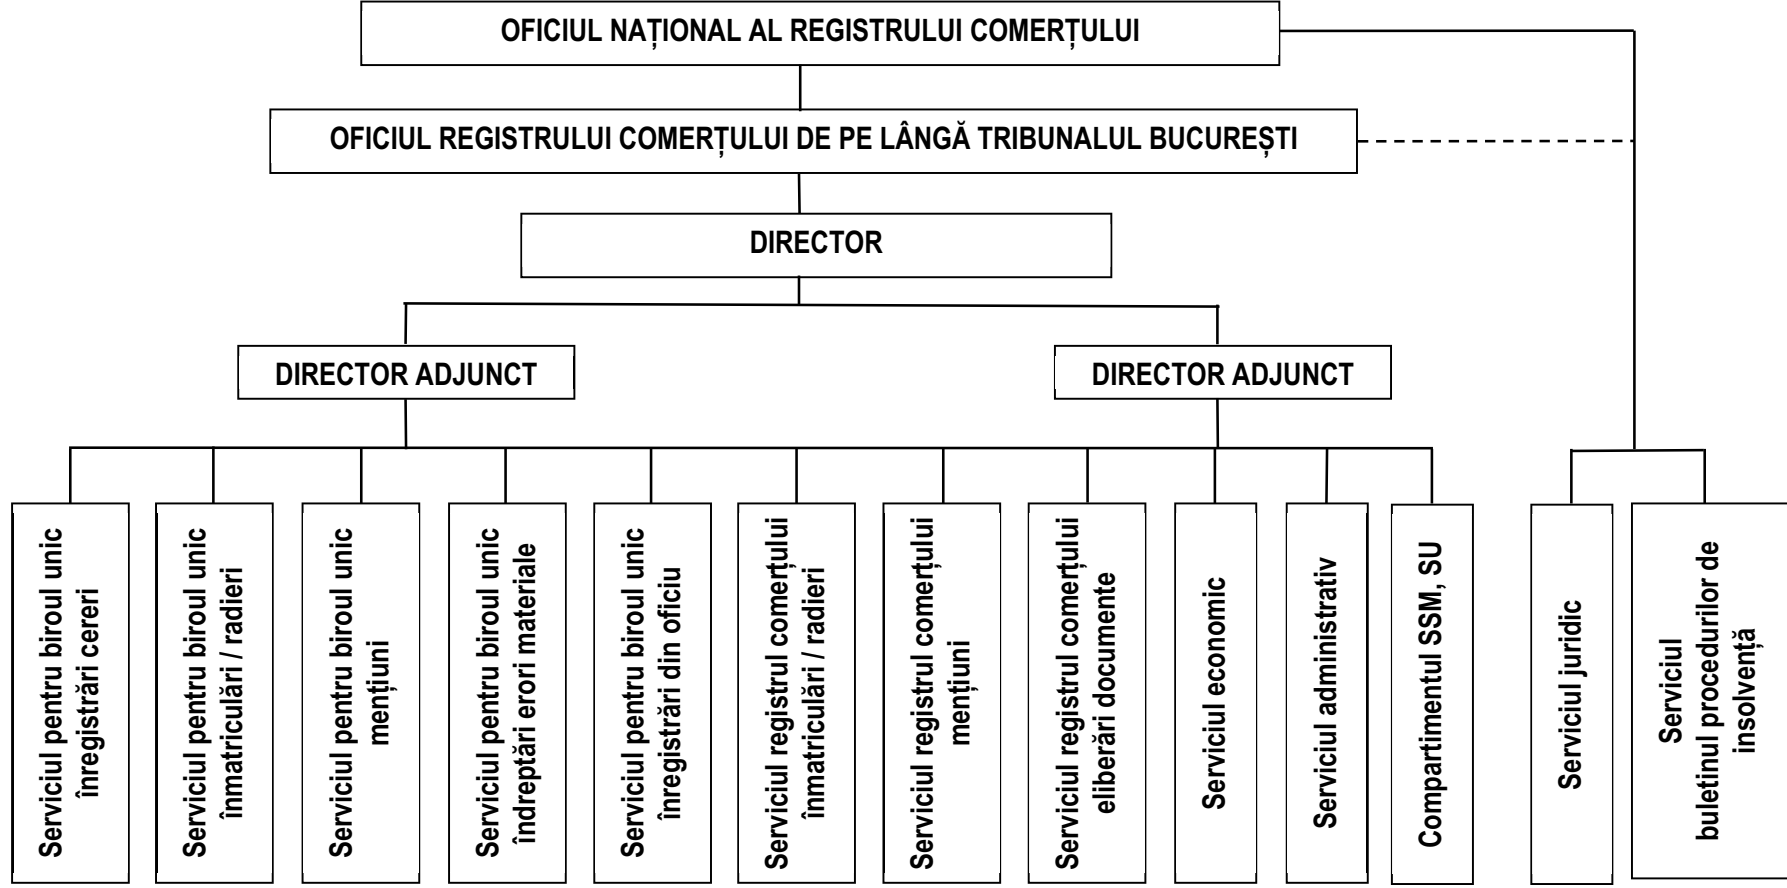 OFICIUL NAȚIONAL AL REGISTRULUI COMERȚULUI
OFICIUL REGISTRULUI COMERȚULUI DE PE LÂNGĂ TRIBUNALUL BUCUREȘTI
DIRECTOR
DIRECTOR ADJUNCT
DIRECTOR ADJUNCT
Serviciul pentru biroul unic
înregistrări cereri
Serviciul pentru biroul unic
înmatriculări / radieri
Serviciul pentru biroul unic
mențiuni
Serviciul pentru biroul unic
îndreptări erori materiale
Serviciul pentru biroul unic
înregistrări din oficiu
Serviciul registrul comerțului
înmatriculări / radieri
Serviciul registrul comerțului
mențiuni
Serviciul registrul comerțului
eliberări documente
Serviciul economic
Serviciul administrativ
Compartimentul SSM, SU
Serviciul juridic
Serviciul
buletinul procedurilor de
insolvență